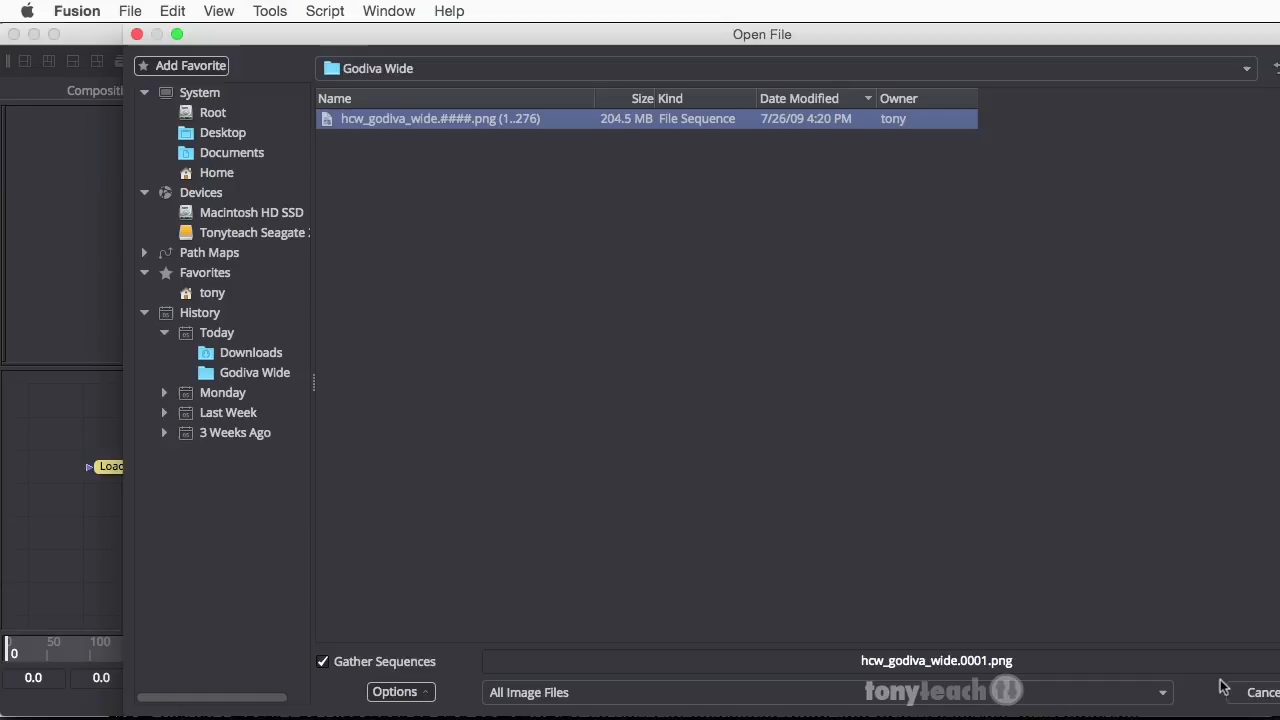 Fusion File Edit View Tools Script Window Help
Open File
Add Favorite
Godiva Wide
Compositi
Name Size Kind Date Modified Owner
hcw_godiva_wide.####.png (1..276) 204.5 MB File Sequence 7/26/09 4:20 PM tony
System
Root
Desktop
Documents
Home
Devices
Macintosh HD SSD
Tonyteach Seagate
Path Maps
Favorites
tony
History
Today
Downloads
Godiva Wide
Monday
Last Week
3 Weeks Ago
Load
0 50 100
0
0.0 0.0
Gather Sequences hcw_godiva_wide.0001.png
Options All Image Files Cance
tonyteach